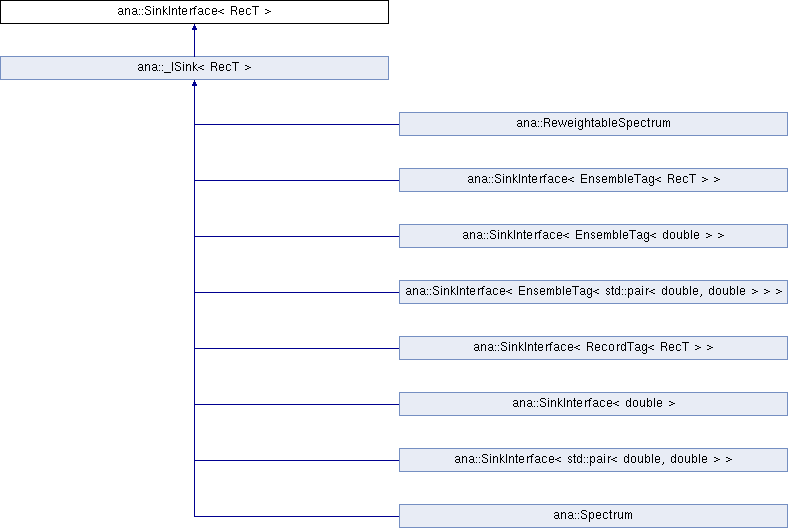 ana::SinkInterface< RecT >
ana::_ISink< RecT >
ana::ReweightableSpectrum
ana::SinkInterface< EnsembleTag< RecT > >
ana::SinkInterface< EnsembleTag< double > >
ana::SinkInterface< EnsembleTag< std::pair< double, double > > >
ana::SinkInterface< RecordTag< RecT > >
ana::SinkInterface< double >
ana::SinkInterface< std::pair< double, double > >
ana::Spectrum